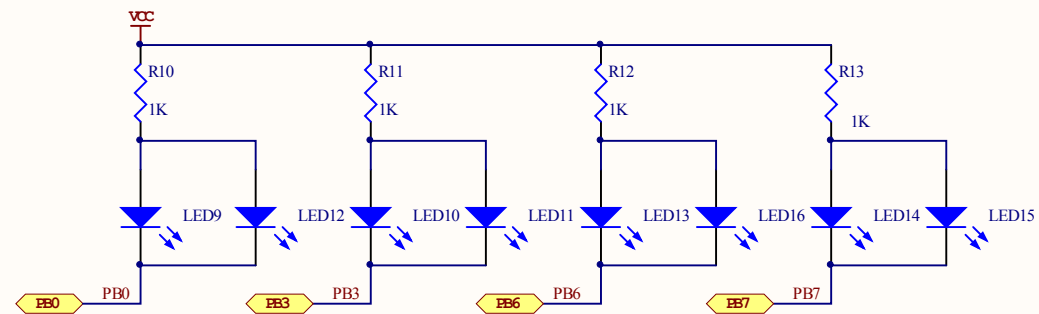 VCC
R10 R11 R12 R13
1K 1K 1K 1K
LED9 LED12 LED10 LED11 LED13 LED16 LED14 LED15
PB0 PB0 PB3 PB3 PB6 PB6 PB7 PB7